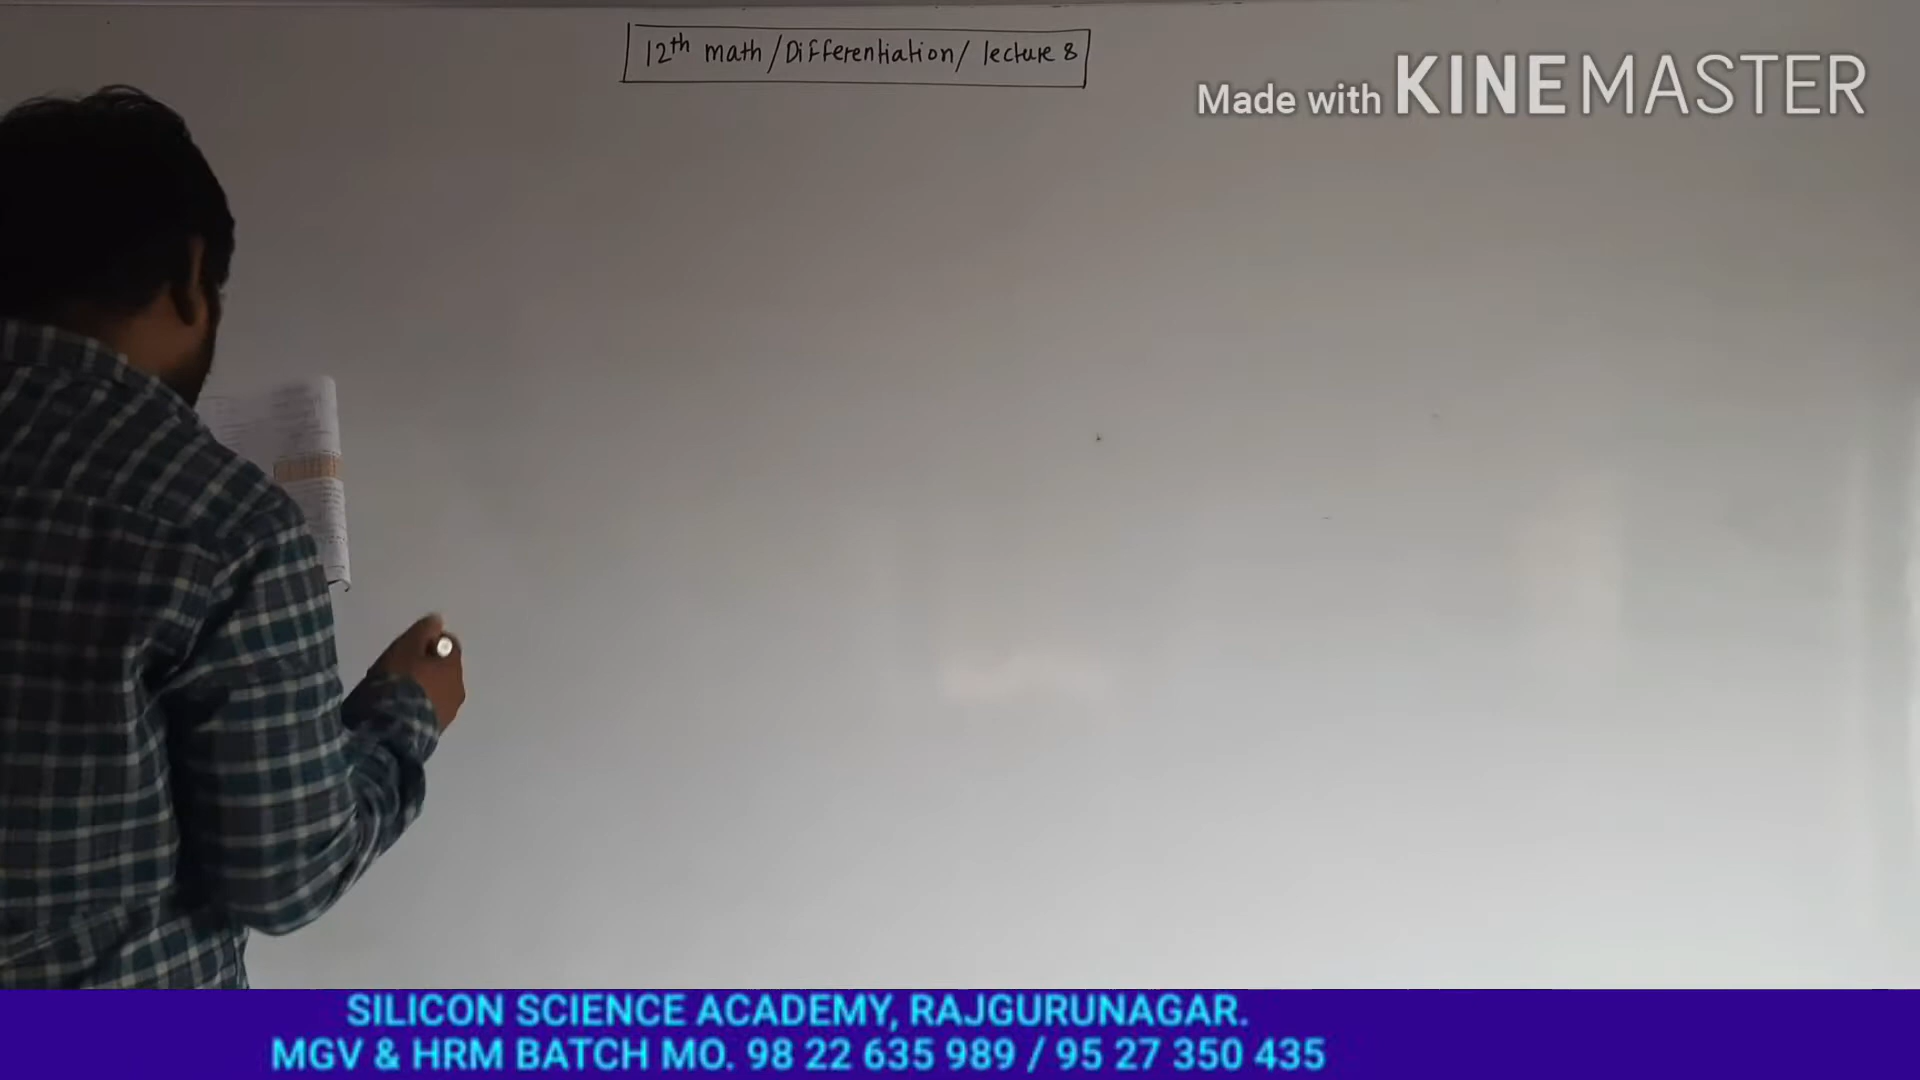 12th math / Differentiation / lecture 8
Made with KINEMASTER
SILICON SCIENCE ACADEMY, RAJGURUNAGAR.
MGV & HRM BATCH MO. 98 22 635 989 / 95 27 350 435